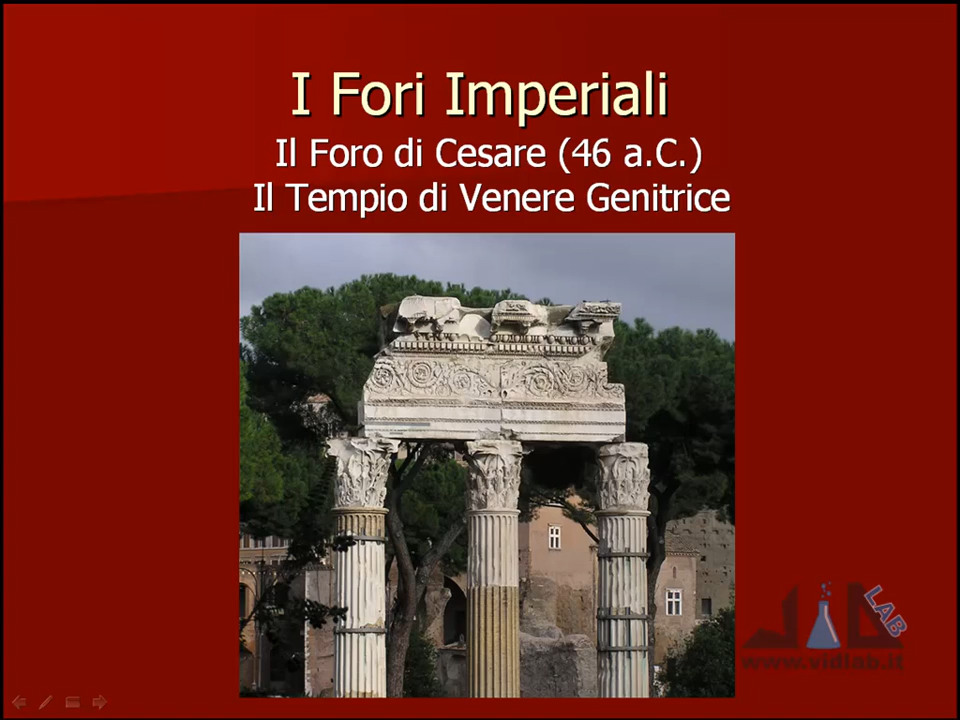 I Fori Imperiali
Il Foro di Cesare (46 a.C.)
Il Tempio di Venere Genitrice
LAB
www.vidlab.it